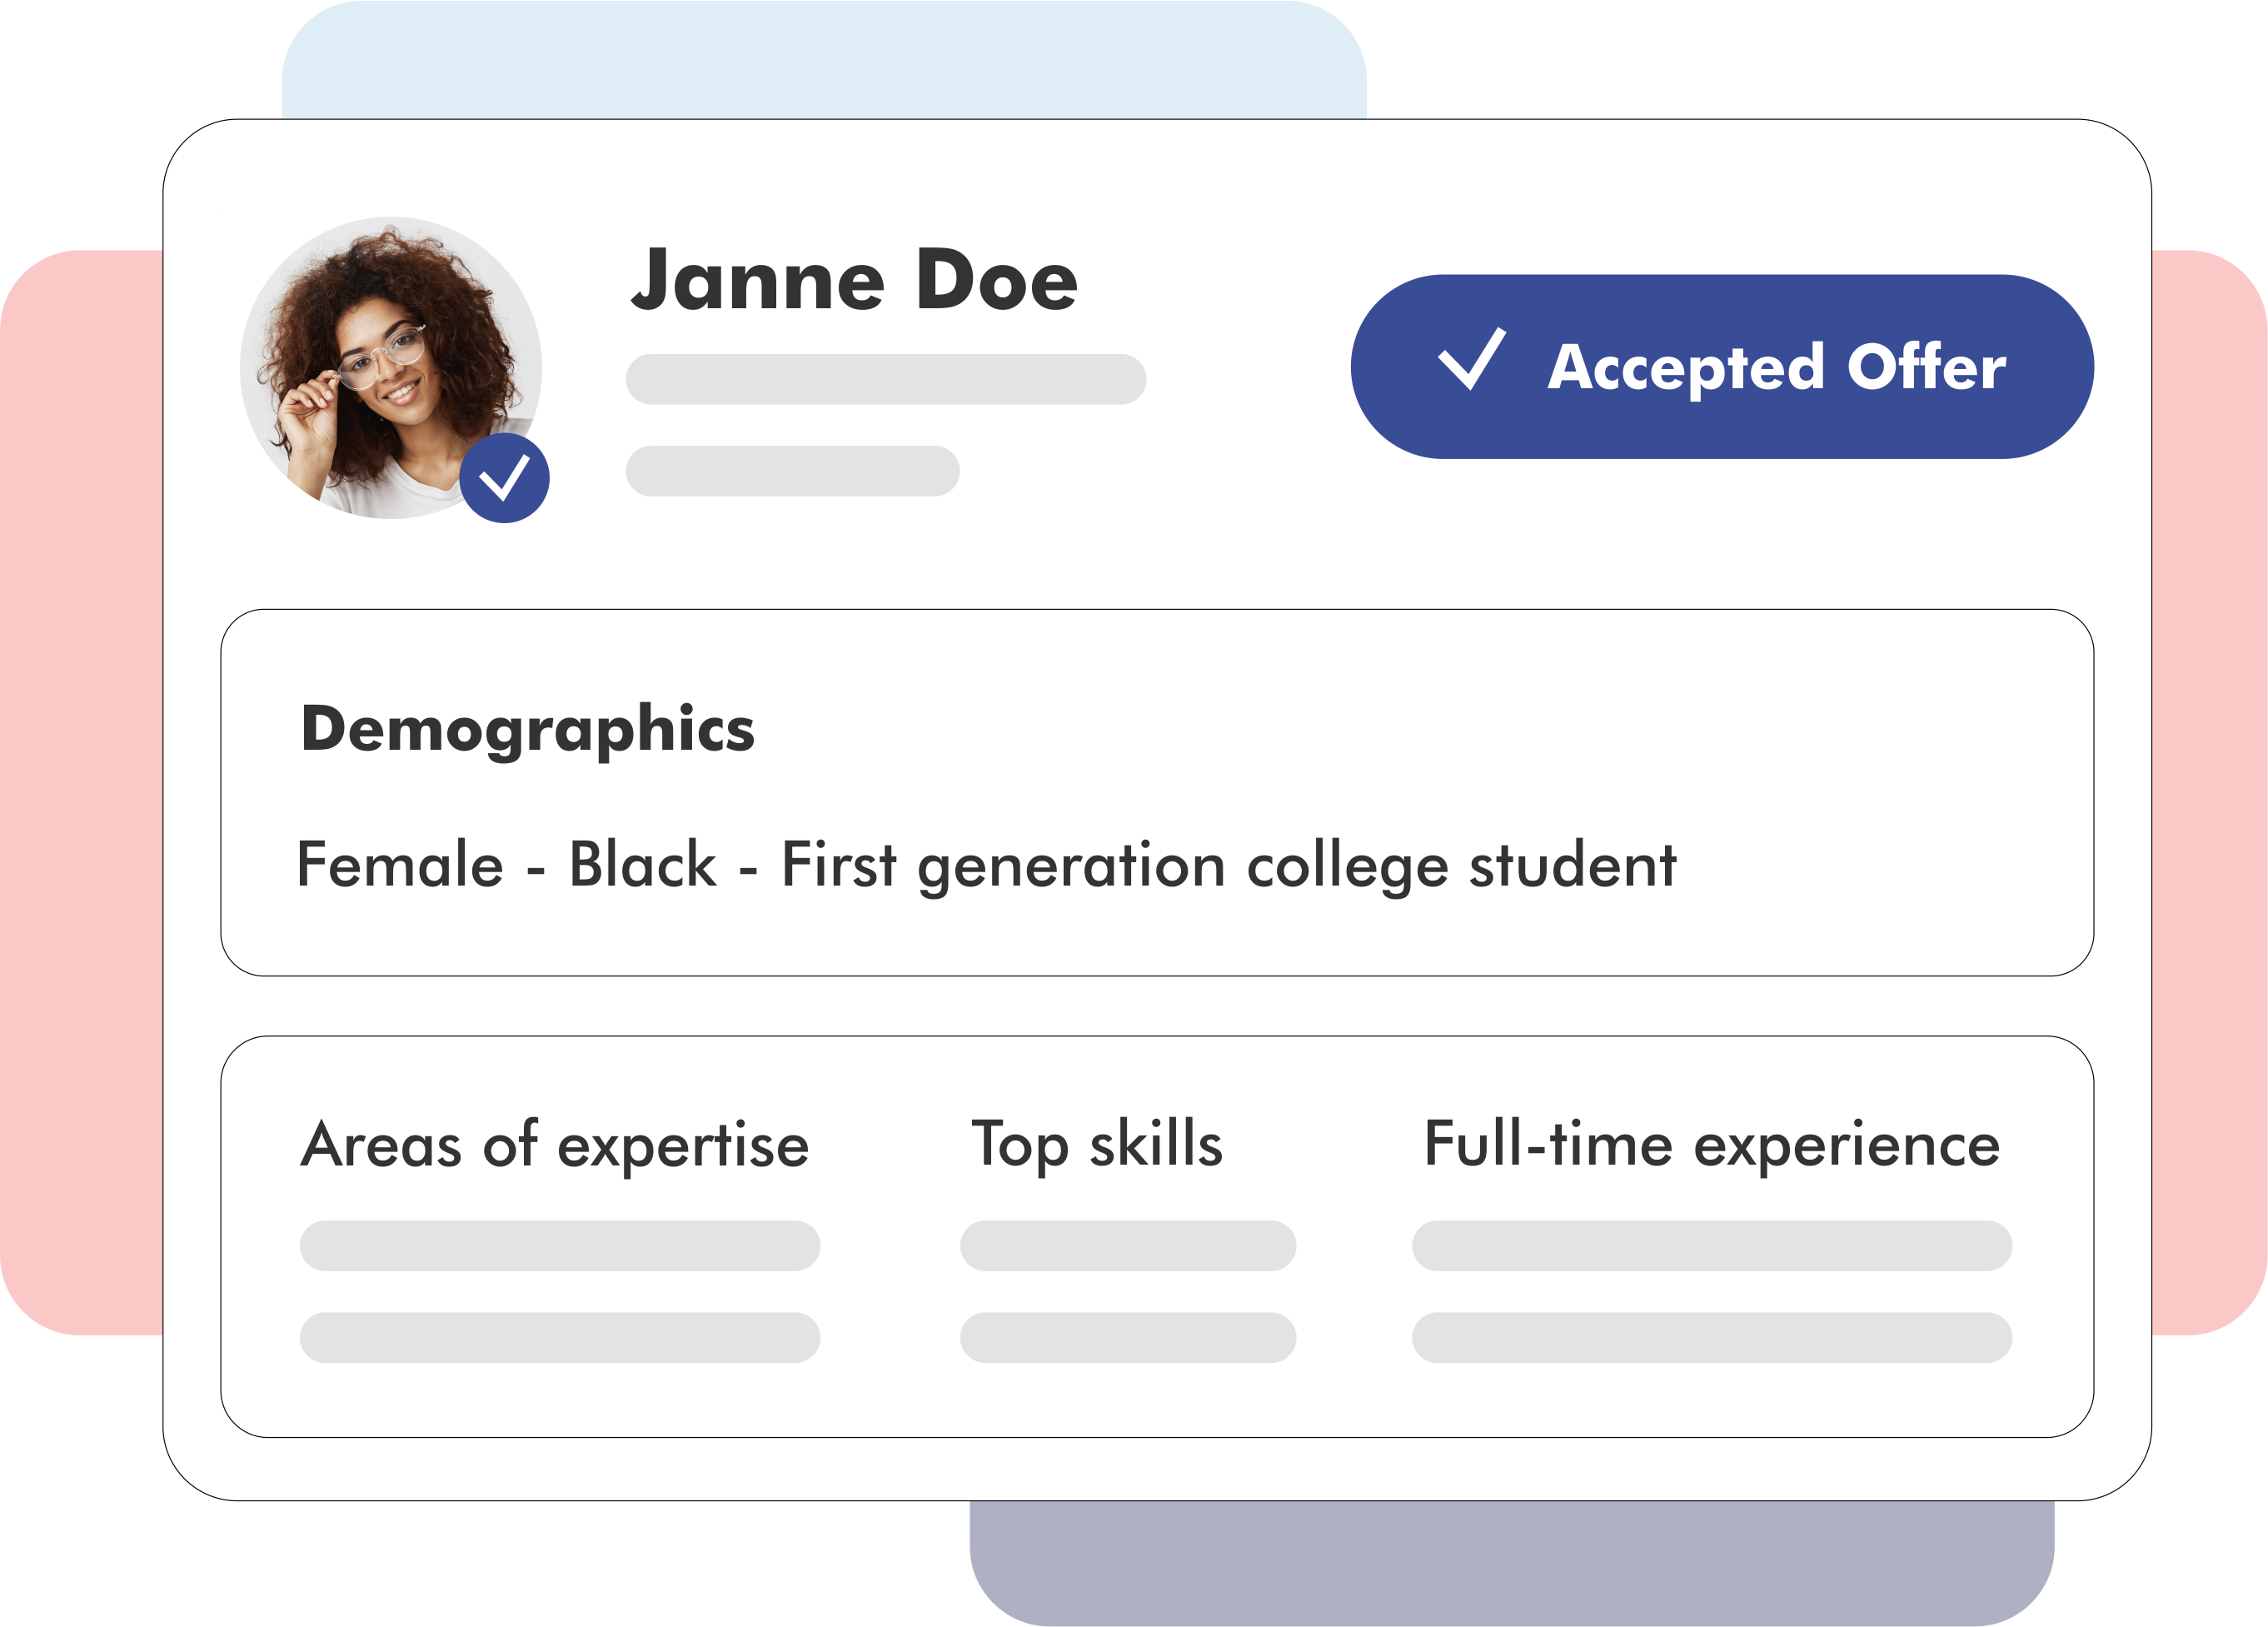 Janne Doe
Accepted Offer
Demographics
Female - Black - First generation college student
Areas of expertise
Top skills
Full-time experience